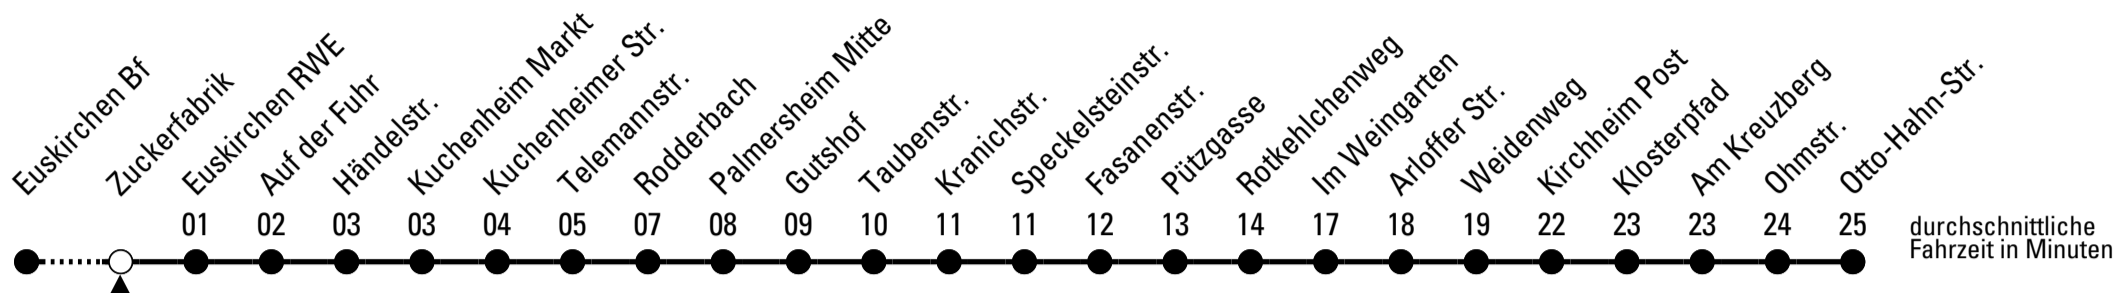 Euskirchen Bf
Zuckerfabrik
Euskirchen RWE
Auf der Fuhr
Händelstr.
Kuchenheim Markt
Kuchenheimer Str.
Telemannstr.
Rodderbach
Palmersheim Mitte
Gutshof
Taubenstr.
Kranichstr.
Speckelsteinstr.
Fasanenstr.
Pützgasse
Rotkehlchenweg
Im Weingarten
Arloffer Str.
Weidenweg
Kirchheim Post
Klosterpfad
Am Kreuzberg
Ohmstr.
Otto-Hahn-Str.
01 02 03 03 04 05 07 08 09 10 11 11 12 13 14 17 18 19 22 23 23 24 25
durchschnittliche
Fahrzeit in Minuten